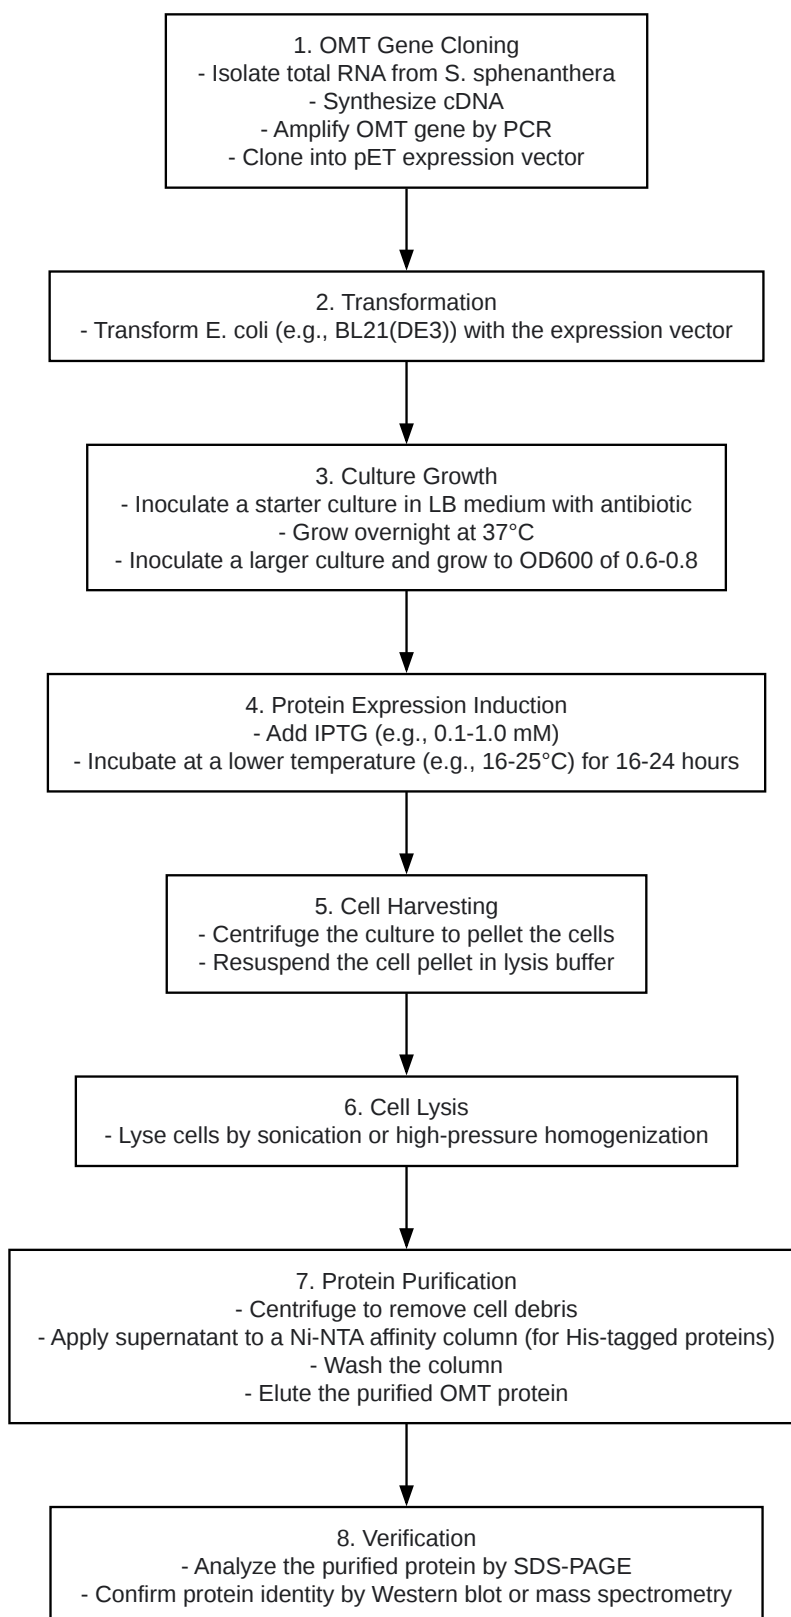 1. OMT Gene Cloning
- Isolate total RNA from S. sphenanthera
- Synthesize cDNA
- Amplify OMT gene by PCR
- Clone into pET expression vector
2. Transformation
- Transform E. coli (e.g., BL21(DE3)) with the expression vector
3. Culture Growth
- Inoculate a starter culture in LB medium with antibiotic
- Grow overnight at 37°C
- Inoculate a larger culture and grow to OD600 of 0.6-0.8
4. Protein Expression Induction
- Add IPTG (e.g., 0.1-1.0 mM)
- Incubate at a lower temperature (e.g., 16-25°C) for 16-24 hours
5. Cell Harvesting
- Centrifuge the culture to pellet the cells
- Resuspend the cell pellet in lysis buffer
6. Cell Lysis
- Lyse cells by sonication or high-pressure homogenization
7. Protein Purification
- Centrifuge to remove cell debris
- Apply supernatant to a Ni-NTA affinity column (for His-tagged proteins)
- Wash the column
- Elute the purified OMT protein
8. Verification
- Analyze the purified protein by SDS-PAGE
- Confirm protein identity by Western blot or mass spectrometry